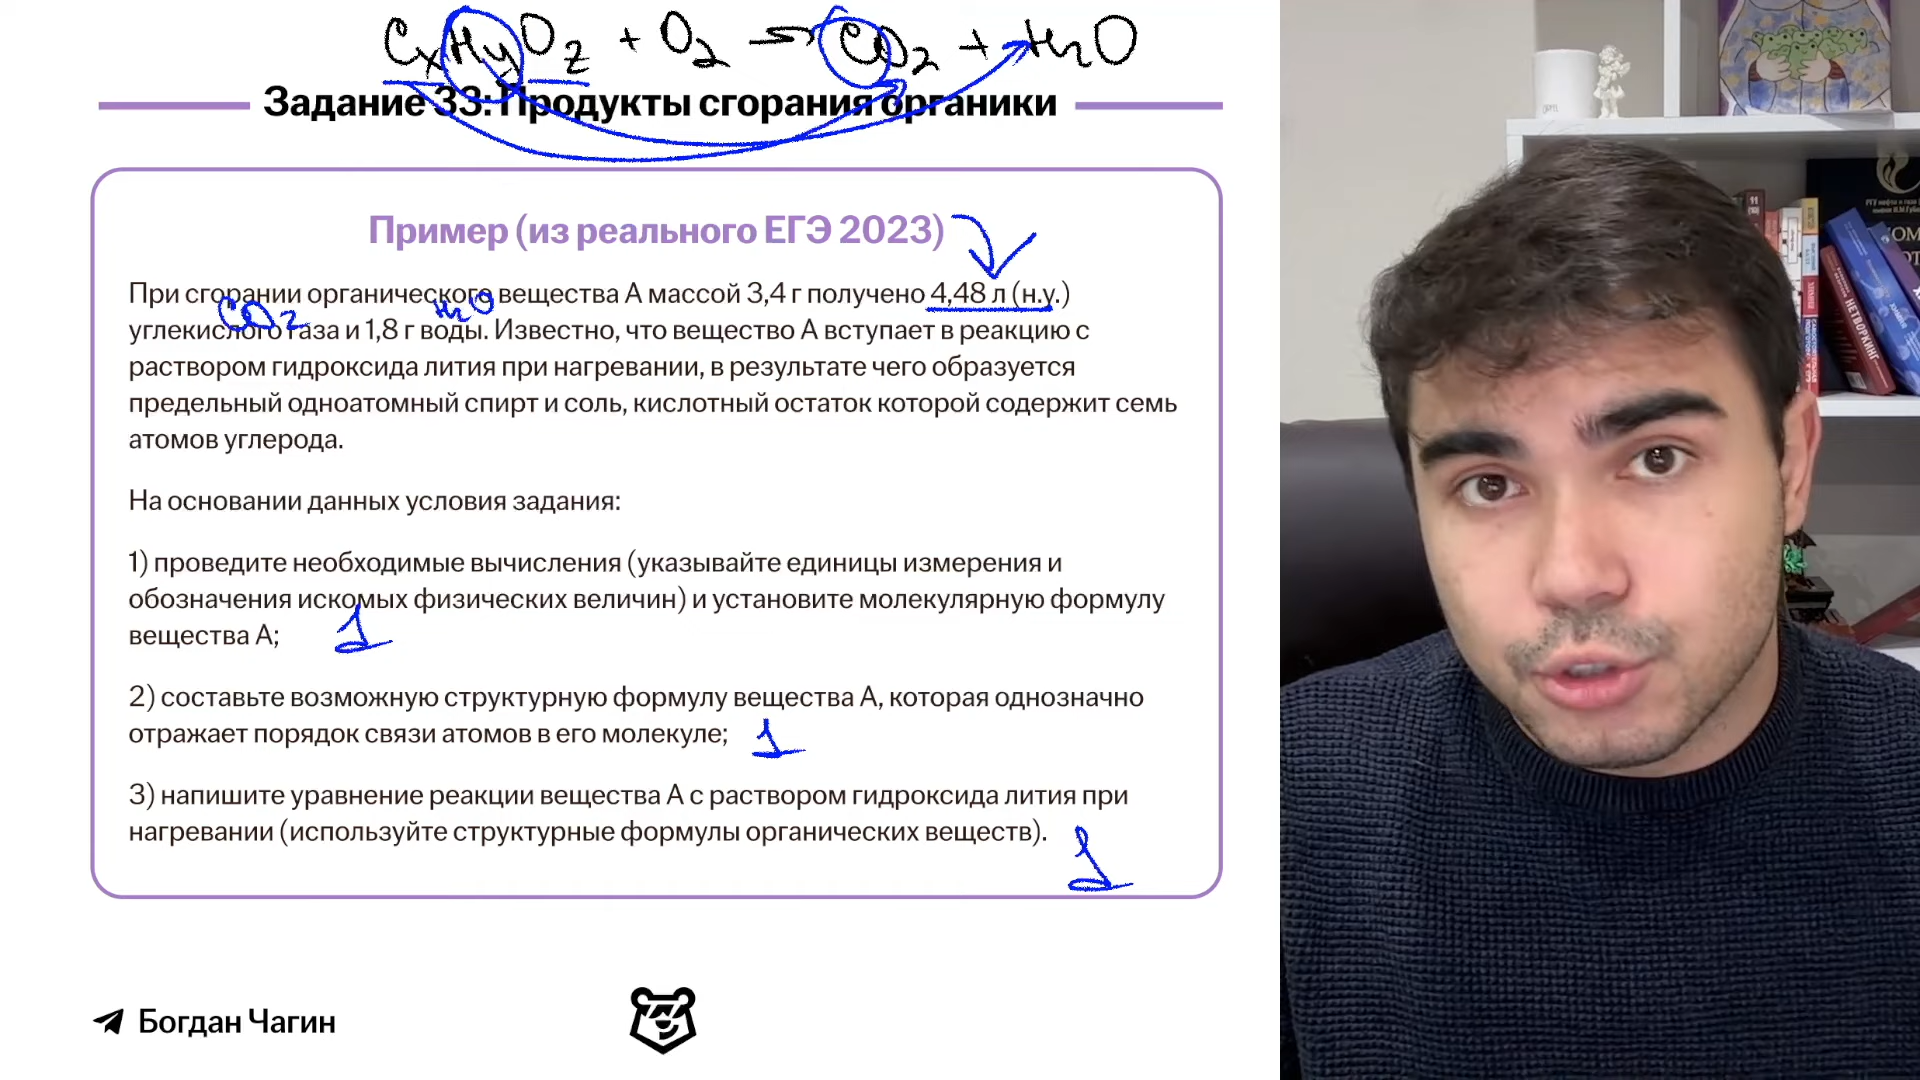 CxHyOz + O2 → CO2 + H2O
Задание 33: Продукты сгорания органики
Пример (из реального ЕГЭ 2023)
При сгорании органического вещества А массой 3,4 г получено 4,48 л (н.у.)
CO2 H2O
углекислого газа и 1,8 г воды. Известно, что вещество А вступает в реакцию с
раствором гидроксида лития при нагревании, в результате чего образуется
предельный одноатомный спирт и соль, кислотный остаток которой содержит семь
атомов углерода.
На основании данных условия задания:
1) проведите необходимые вычисления (указывайте единицы измерения и
обозначения искомых физических величин) и установите молекулярную формулу
вещества А; 1
2) составьте возможную структурную формулу вещества А, которая однозначно
отражает порядок связи атомов в его молекуле; 1
3) напишите уравнение реакции вещества А с раствором гидроксида лития при
нагревании (используйте структурные формулы органических веществ). 1
Богдан Чагин
НЕТВОРКИНГ